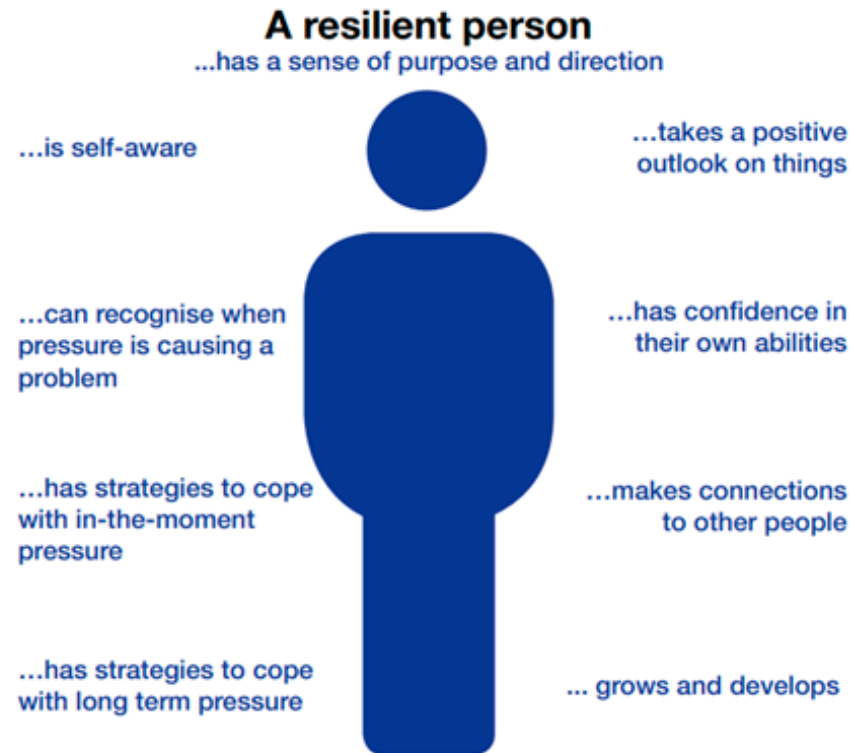 A resilient person
...has a sense of purpose and direction
...is self-aware
...takes a positive
outlook on things
...can recognise when
pressure is causing a
problem
...has confidence in
their own abilities
...has strategies to cope
with in-the-moment
pressure
...makes connections
to other people
...has strategies to cope
with long term pressure
... grows and develops